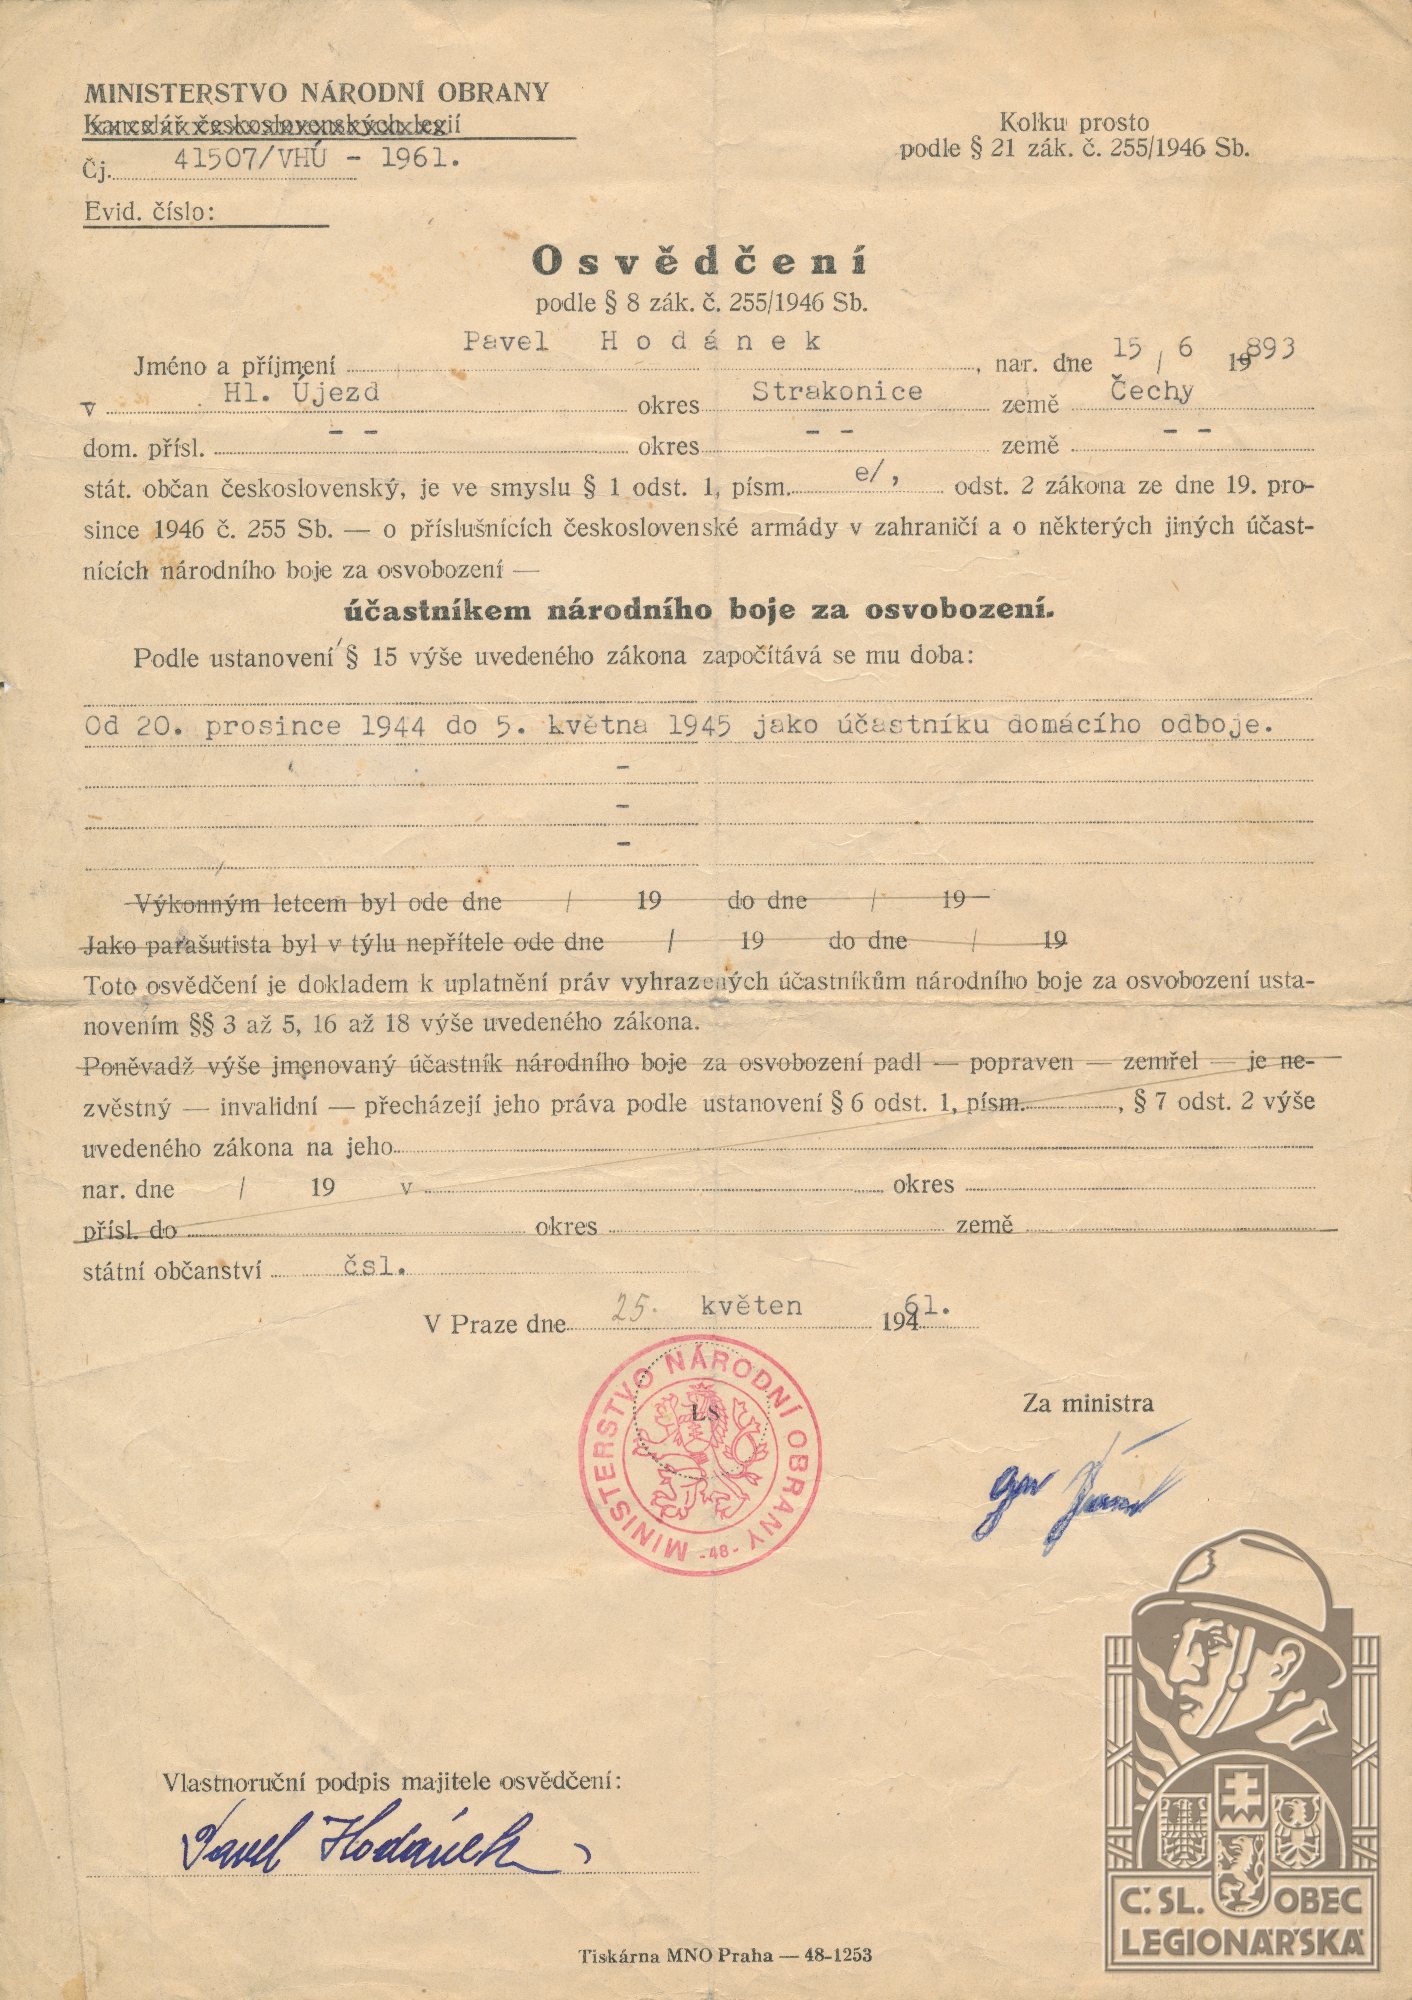 MINISTERSTVO NÁRODNÍ OBRANY
Kancelář československých legií
Čj. 41507/VHÚ - 1961.
Evid. číslo:
Kolku prosto
podle § 21 zák. č. 255/1946 Sb.
Osvědčení
podle § 8 zák. č. 255/1946 Sb.
Jméno a příjmení Pavel Hodánek, nar. dne 15 / 6 19893
v Hl. Újezd okres Strakonice země Čechy
dom. přísl. - - okres - - země - -
stát. občan československý, je ve smyslu § 1 odst. 1, písm. e/, odst. 2 zákona ze dne 19. pro-
since 1946 č. 255 Sb. — o příslušnících československé armády v zahraničí a o některých jiných účast-
nících národního boje za osvobození —
účastníkem národního boje za osvobození.
Podle ustanovení § 15 výše uvedeného zákona započítává se mu doba:
Od 20. prosince 1944 do 5. května 1945 jako účastníku domácího odboje.
-
-
-
Výkonným letcem byl ode dne / 19 do dne / 19
Jako parašutista byl v týlu nepřítele ode dne / 19 do dne / 19
Toto osvědčení je dokladem k uplatnění práv vyhrazených účastníkům národního boje za osvobození usta-
novením §§ 3 až 5, 16 až 18 výše uvedeného zákona.
Poněvadž výše jmenovaný účastník národního boje za osvobození padl — popraven — zemřel — je ne-
zvěstný — invalidní — přecházejí jeho práva podle ustanovení § 6 odst. 1, písm. , § 7 odst. 2 výše
uvedeného zákona na jeho
nar. dne / 19 v okres
přísl. do okres země
státní občanství čsl.
V Praze dne 25. květen 19461.
MINISTERSTVO NÁRODNÍ OBRANY
LS
-48-
Za ministra
Vlastnoruční podpis majitele osvědčení:
Pavel Hodánek
Tiskárna MNO Praha — 48-1253
Č.SL. OBEC
LEGIONÁŘSKÁ